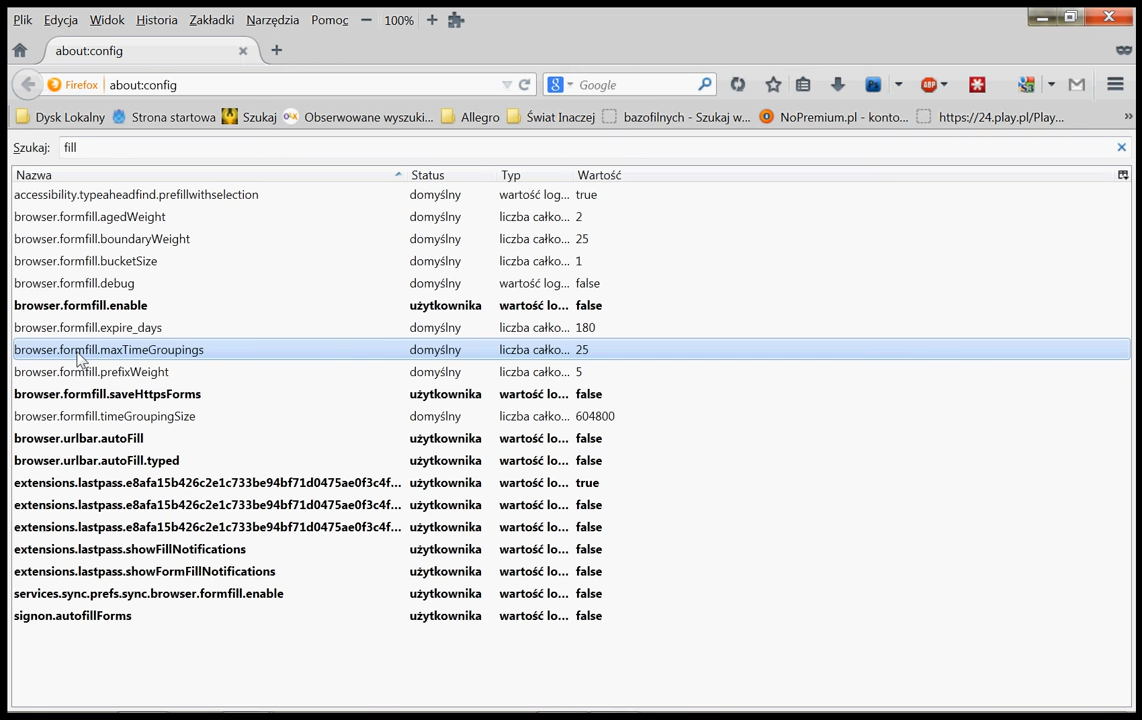 Plik Edycja Widok Historia Zakładki Narzędzia Pomoc 100%
about:config
Firefox about:config Google
Dysk Lokalny Strona startowa Szukaj Obserwowane wyszuki... Allegro Świat Inaczej bazofilnych - Szukaj w... NoPremium.pl - konto... https://24.play.pl/Play... »
Szukaj: fill
Nazwa Status Typ Wartość
accessibility.typeaheadfind.prefillwithselection domyślny wartość log... true
browser.formfill.agedWeight domyślny liczba całko... 2
browser.formfill.boundaryWeight domyślny liczba całko... 25
browser.formfill.bucketSize domyślny liczba całko... 1
browser.formfill.debug domyślny wartość log... false
browser.formfill.enable użytkownika wartość lo... false
browser.formfill.expire_days domyślny liczba całko... 180
browser.formfill.maxTimeGroupings domyślny liczba całko... 25
browser.formfill.prefixWeight domyślny liczba całko... 5
browser.formfill.saveHttpsForms użytkownika wartość lo... false
browser.formfill.timeGroupingSize domyślny liczba całko... 604800
browser.urlbar.autoFill użytkownika wartość lo... false
browser.urlbar.autoFill.typed użytkownika wartość lo... false
extensions.lastpass.e8afa15b426c2e1c733be94bf71d0475ae0f3c4f... użytkownika wartość lo... true
extensions.lastpass.e8afa15b426c2e1c733be94bf71d0475ae0f3c4f... użytkownika wartość lo... false
extensions.lastpass.e8afa15b426c2e1c733be94bf71d0475ae0f3c4f... użytkownika wartość lo... false
extensions.lastpass.showFillNotifications użytkownika wartość lo... false
extensions.lastpass.showFormFillNotifications użytkownika wartość lo... false
services.sync.prefs.sync.browser.formfill.enable użytkownika wartość lo... false
signon.autofillForms użytkownika wartość lo... false